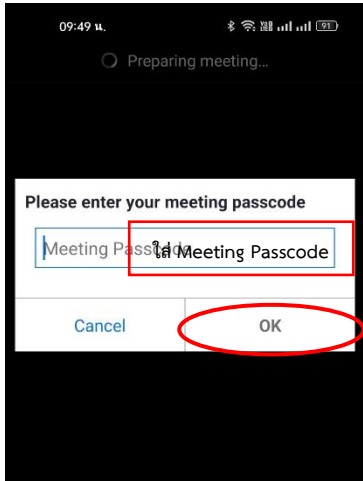 09:49 น.
91
Preparing meeting...
Please enter your meeting passcode
Meeting Passcode
ใส่ Meeting Passcode
Cancel
OK